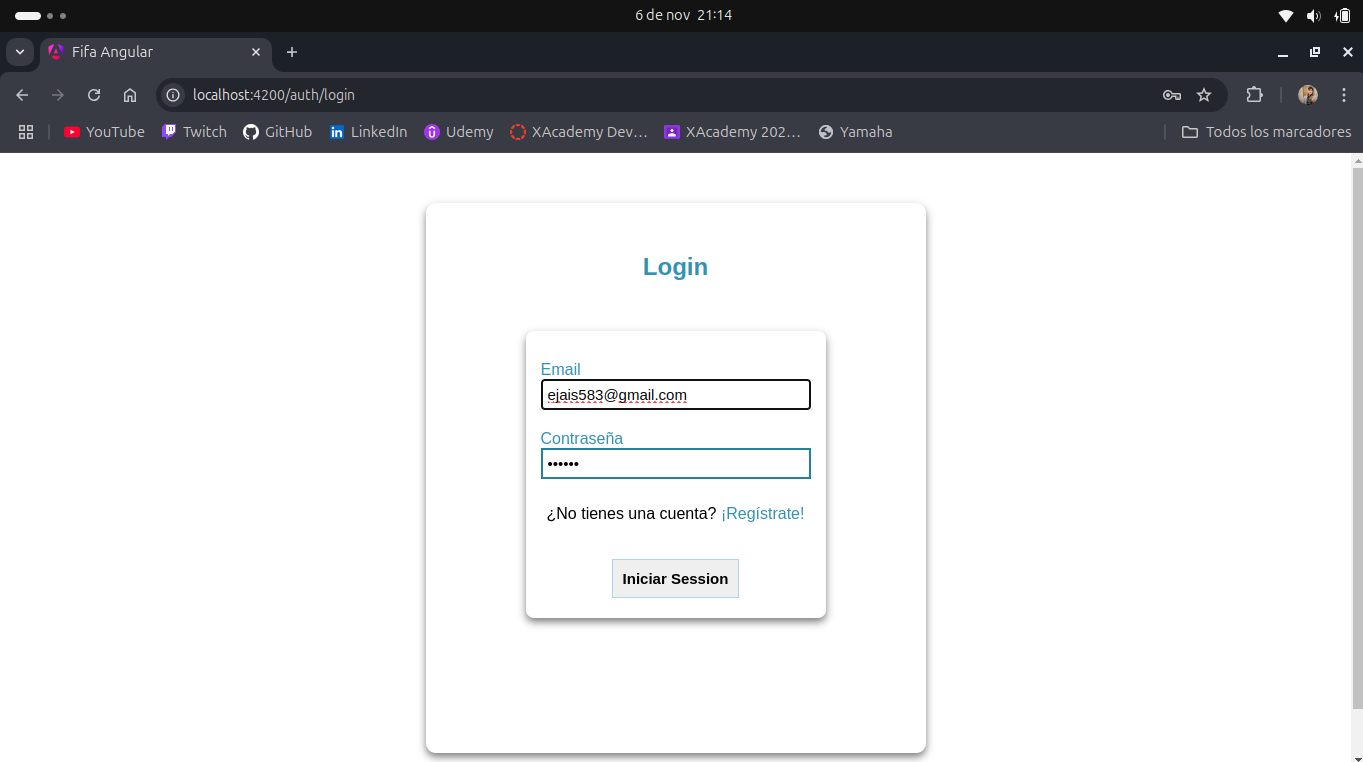 6 de nov 21:14
Fifa Angular
localhost:4200/auth/login
YouTube Twitch GitHub LinkedIn Udemy XAcademy Dev... XAcademy 202... Yamaha Todos los marcadores
Login
Email
ejais583@gmail.com
Contraseña
••••••
¿No tienes una cuenta? ¡Regístrate!
Iniciar Session